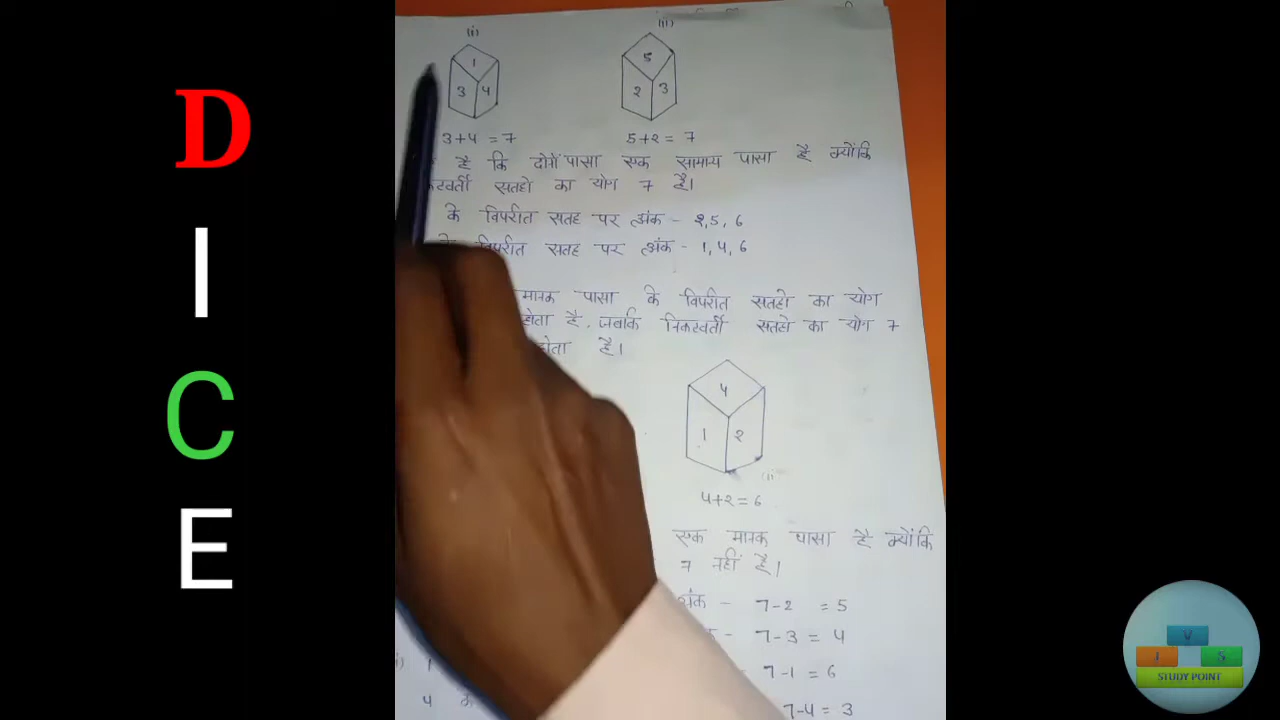 D
I
C
E
(i)
(ii)
1
3 4
5
2 3
3+4 = 7
5+2 = 7
है कि दोनों पासा एक सामान्य पासा है क्योंकि
सतहो का योग 7 है।
के विपरीत सतह पर अंक - 2,5, 6
के विपरीत सतह पर अंक - 1, 4, 6
मानक पासा के विपरीत सतहो का योग
होता है, जबकि निकटवर्ती सतहो का योग 7
होता है।
4
1 2
4+2 = 6
एक मानक पासा है क्योंकि
7 नहीं है।
अंक - 7-2 = 5
- 7-3 = 4
7-1 = 6
7-4 = 3
1
4
J V S
STUDY POINT